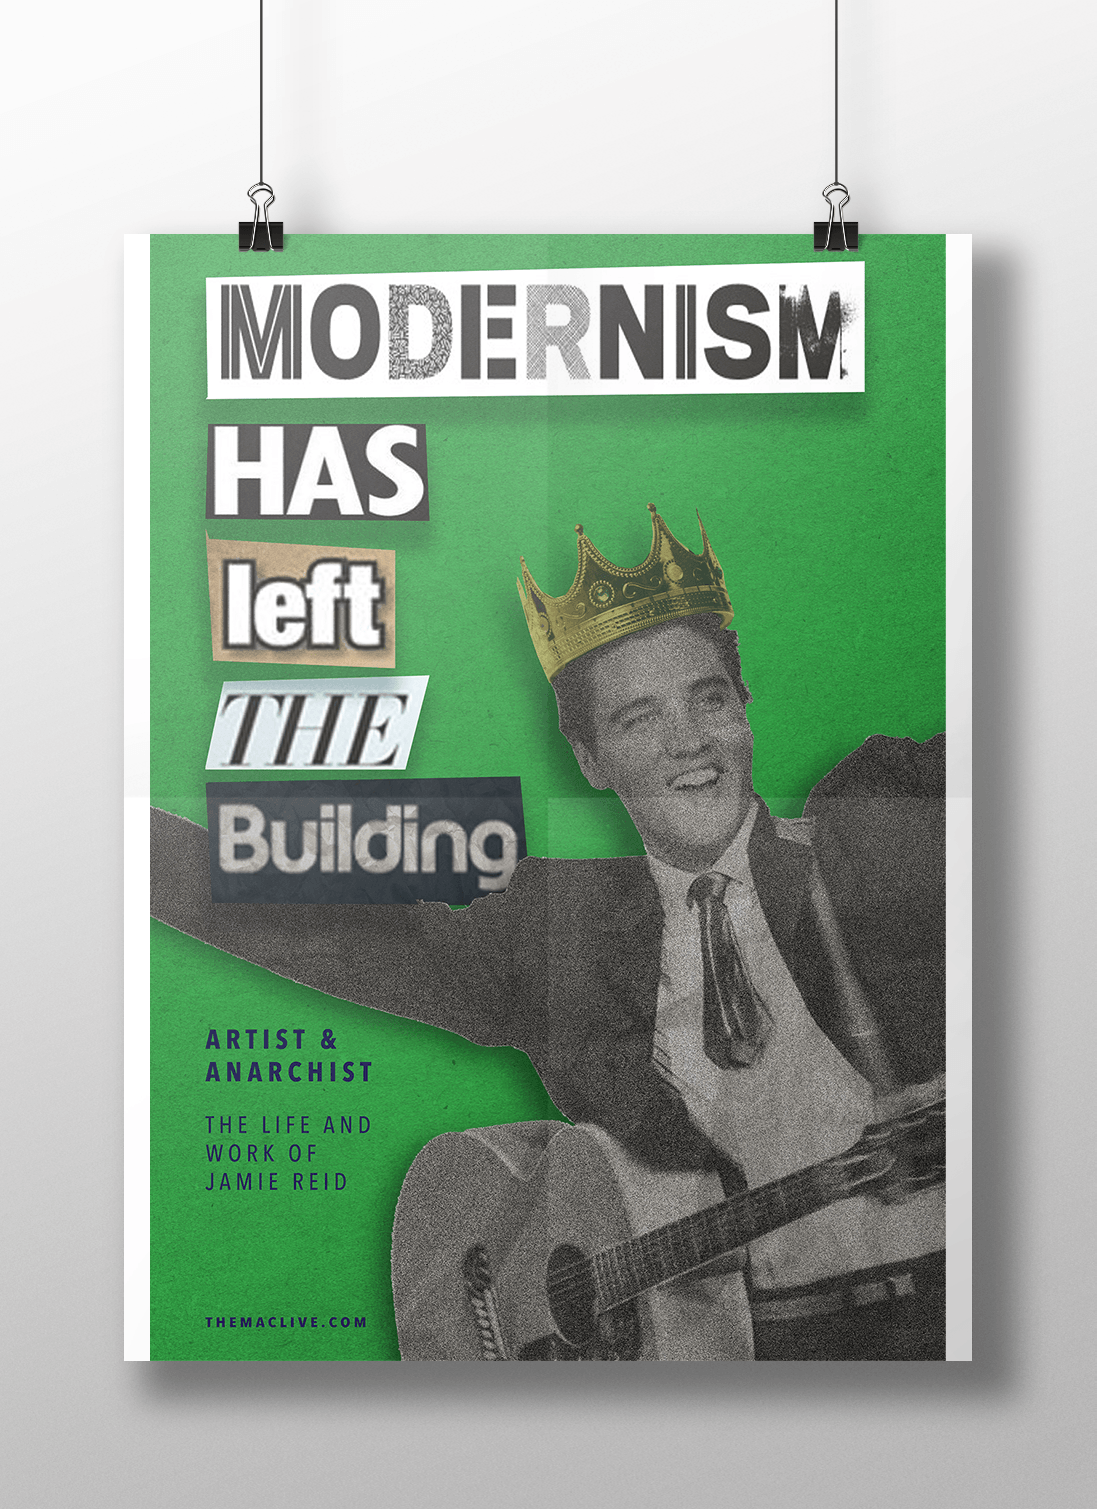 MODERNISM
HAS
left
THE
Building
ARTIST &
ANARCHIST
THE LIFE AND
WORK OF
JAMIE REID
THEMACLIVE.COM